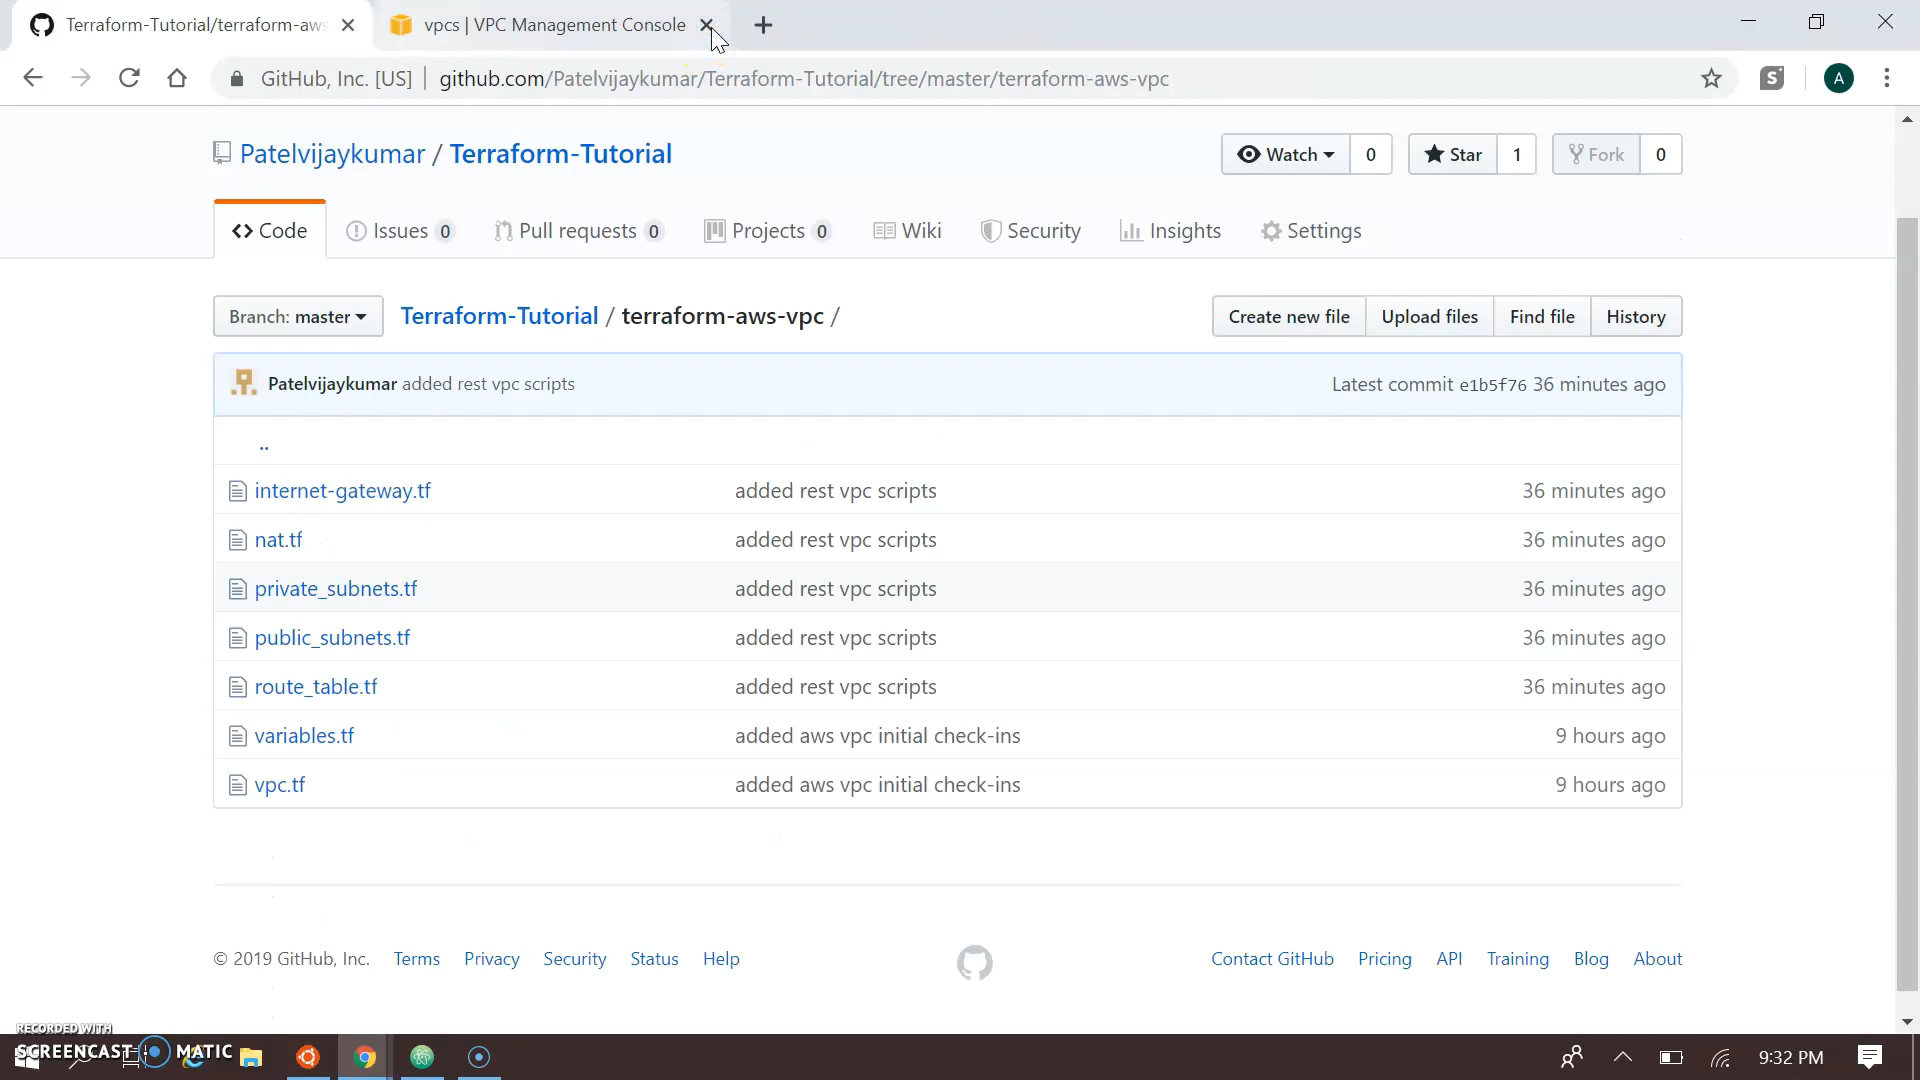 Terraform-Tutorial/terraform-aws
vpcs | VPC Management Console
GitHub, Inc. [US]
github.com/Patelvijaykumar/Terraform-Tutorial/tree/master/terraform-aws-vpc
S
A
Patelvijaykumar / Terraform-Tutorial
Watch 0
Star 1
Fork 0
Code
Issues 0
Pull requests 0
Projects 0
Wiki
Security
Insights
Settings
Branch: master
Terraform-Tutorial / terraform-aws-vpc /
Create new file
Upload files
Find file
History
Patelvijaykumar added rest vpc scripts
Latest commit e1b5f76 36 minutes ago
..
internet-gateway.tf added rest vpc scripts 36 minutes ago
nat.tf added rest vpc scripts 36 minutes ago
private_subnets.tf added rest vpc scripts 36 minutes ago
public_subnets.tf added rest vpc scripts 36 minutes ago
route_table.tf added rest vpc scripts 36 minutes ago
variables.tf added aws vpc initial check-ins 9 hours ago
vpc.tf added aws vpc initial check-ins 9 hours ago
© 2019 GitHub, Inc. Terms Privacy Security Status Help
Contact GitHub Pricing API Training Blog About
RECORDED WITH
SCREENCAST MATIC
9:32 PM